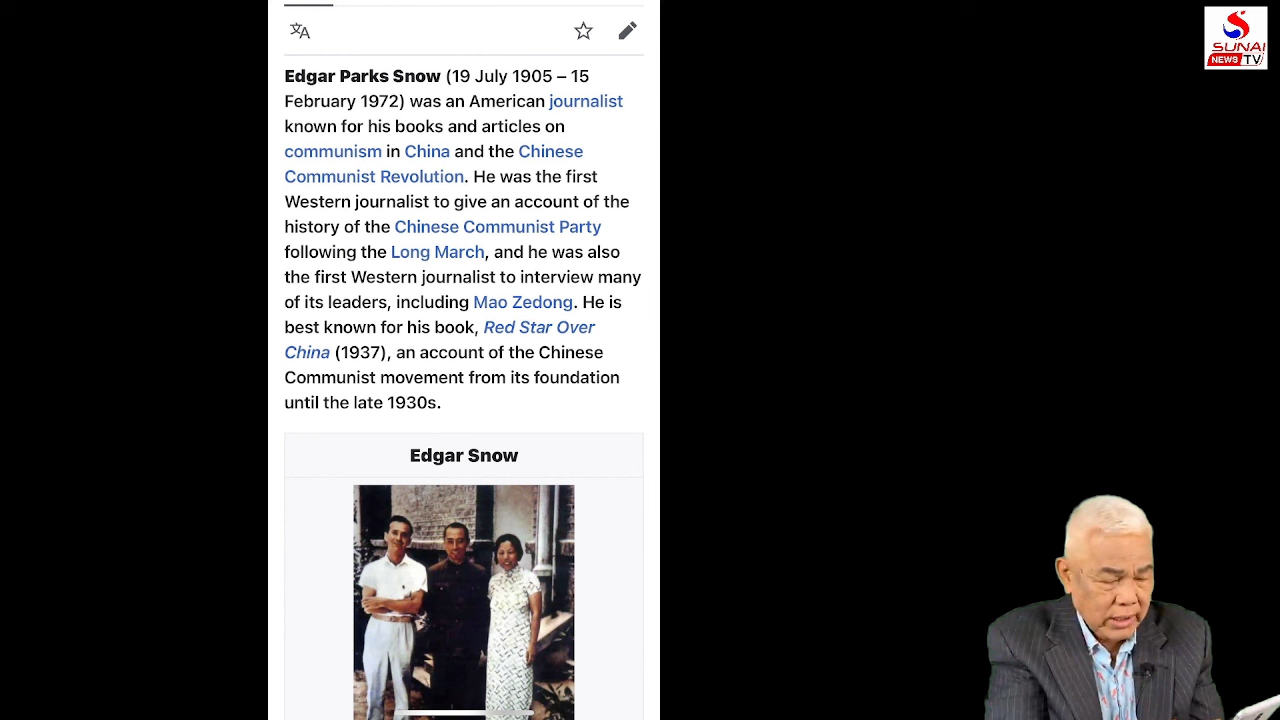 SUNAI
NEWS TV
Edgar Parks Snow (19 July 1905 – 15
February 1972) was an American journalist
known for his books and articles on
communism in China and the Chinese
Communist Revolution. He was the first
Western journalist to give an account of the
history of the Chinese Communist Party
following the Long March, and he was also
the first Western journalist to interview many
of its leaders, including Mao Zedong. He is
best known for his book, Red Star Over
China (1937), an account of the Chinese
Communist movement from its foundation
until the late 1930s.
Edgar Snow